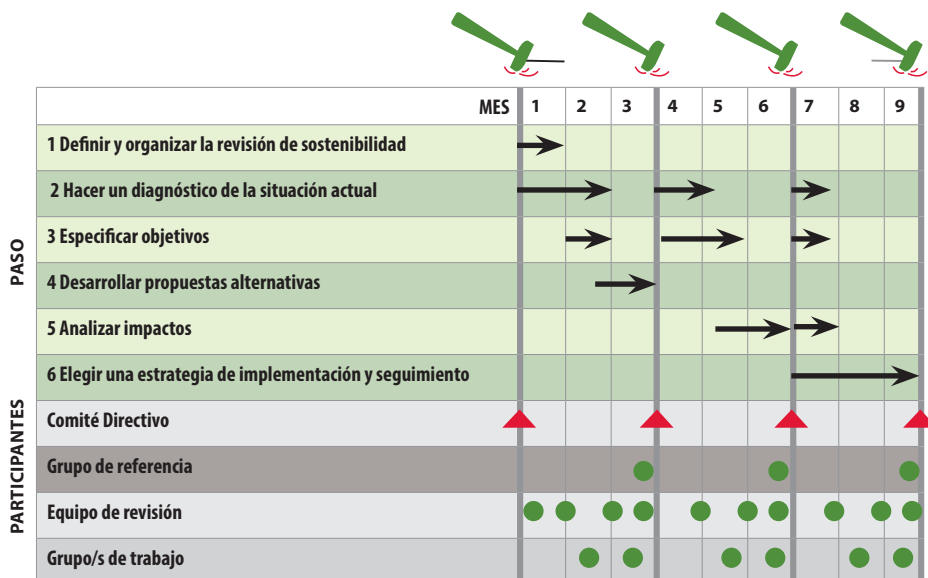 MES 1 2 3 4 5 6 7 8 9
PASO
1 Definir y organizar la revisión de sostenibilidad
2 Hacer un diagnóstico de la situación actual
3 Especificar objetivos
4 Desarrollar propuestas alternativas
5 Analizar impactos
6 Elegir una estrategia de implementación y seguimiento
PARTICIPANTES
Comité Directivo
Grupo de referencia
Equipo de revisión
Grupo/s de trabajo